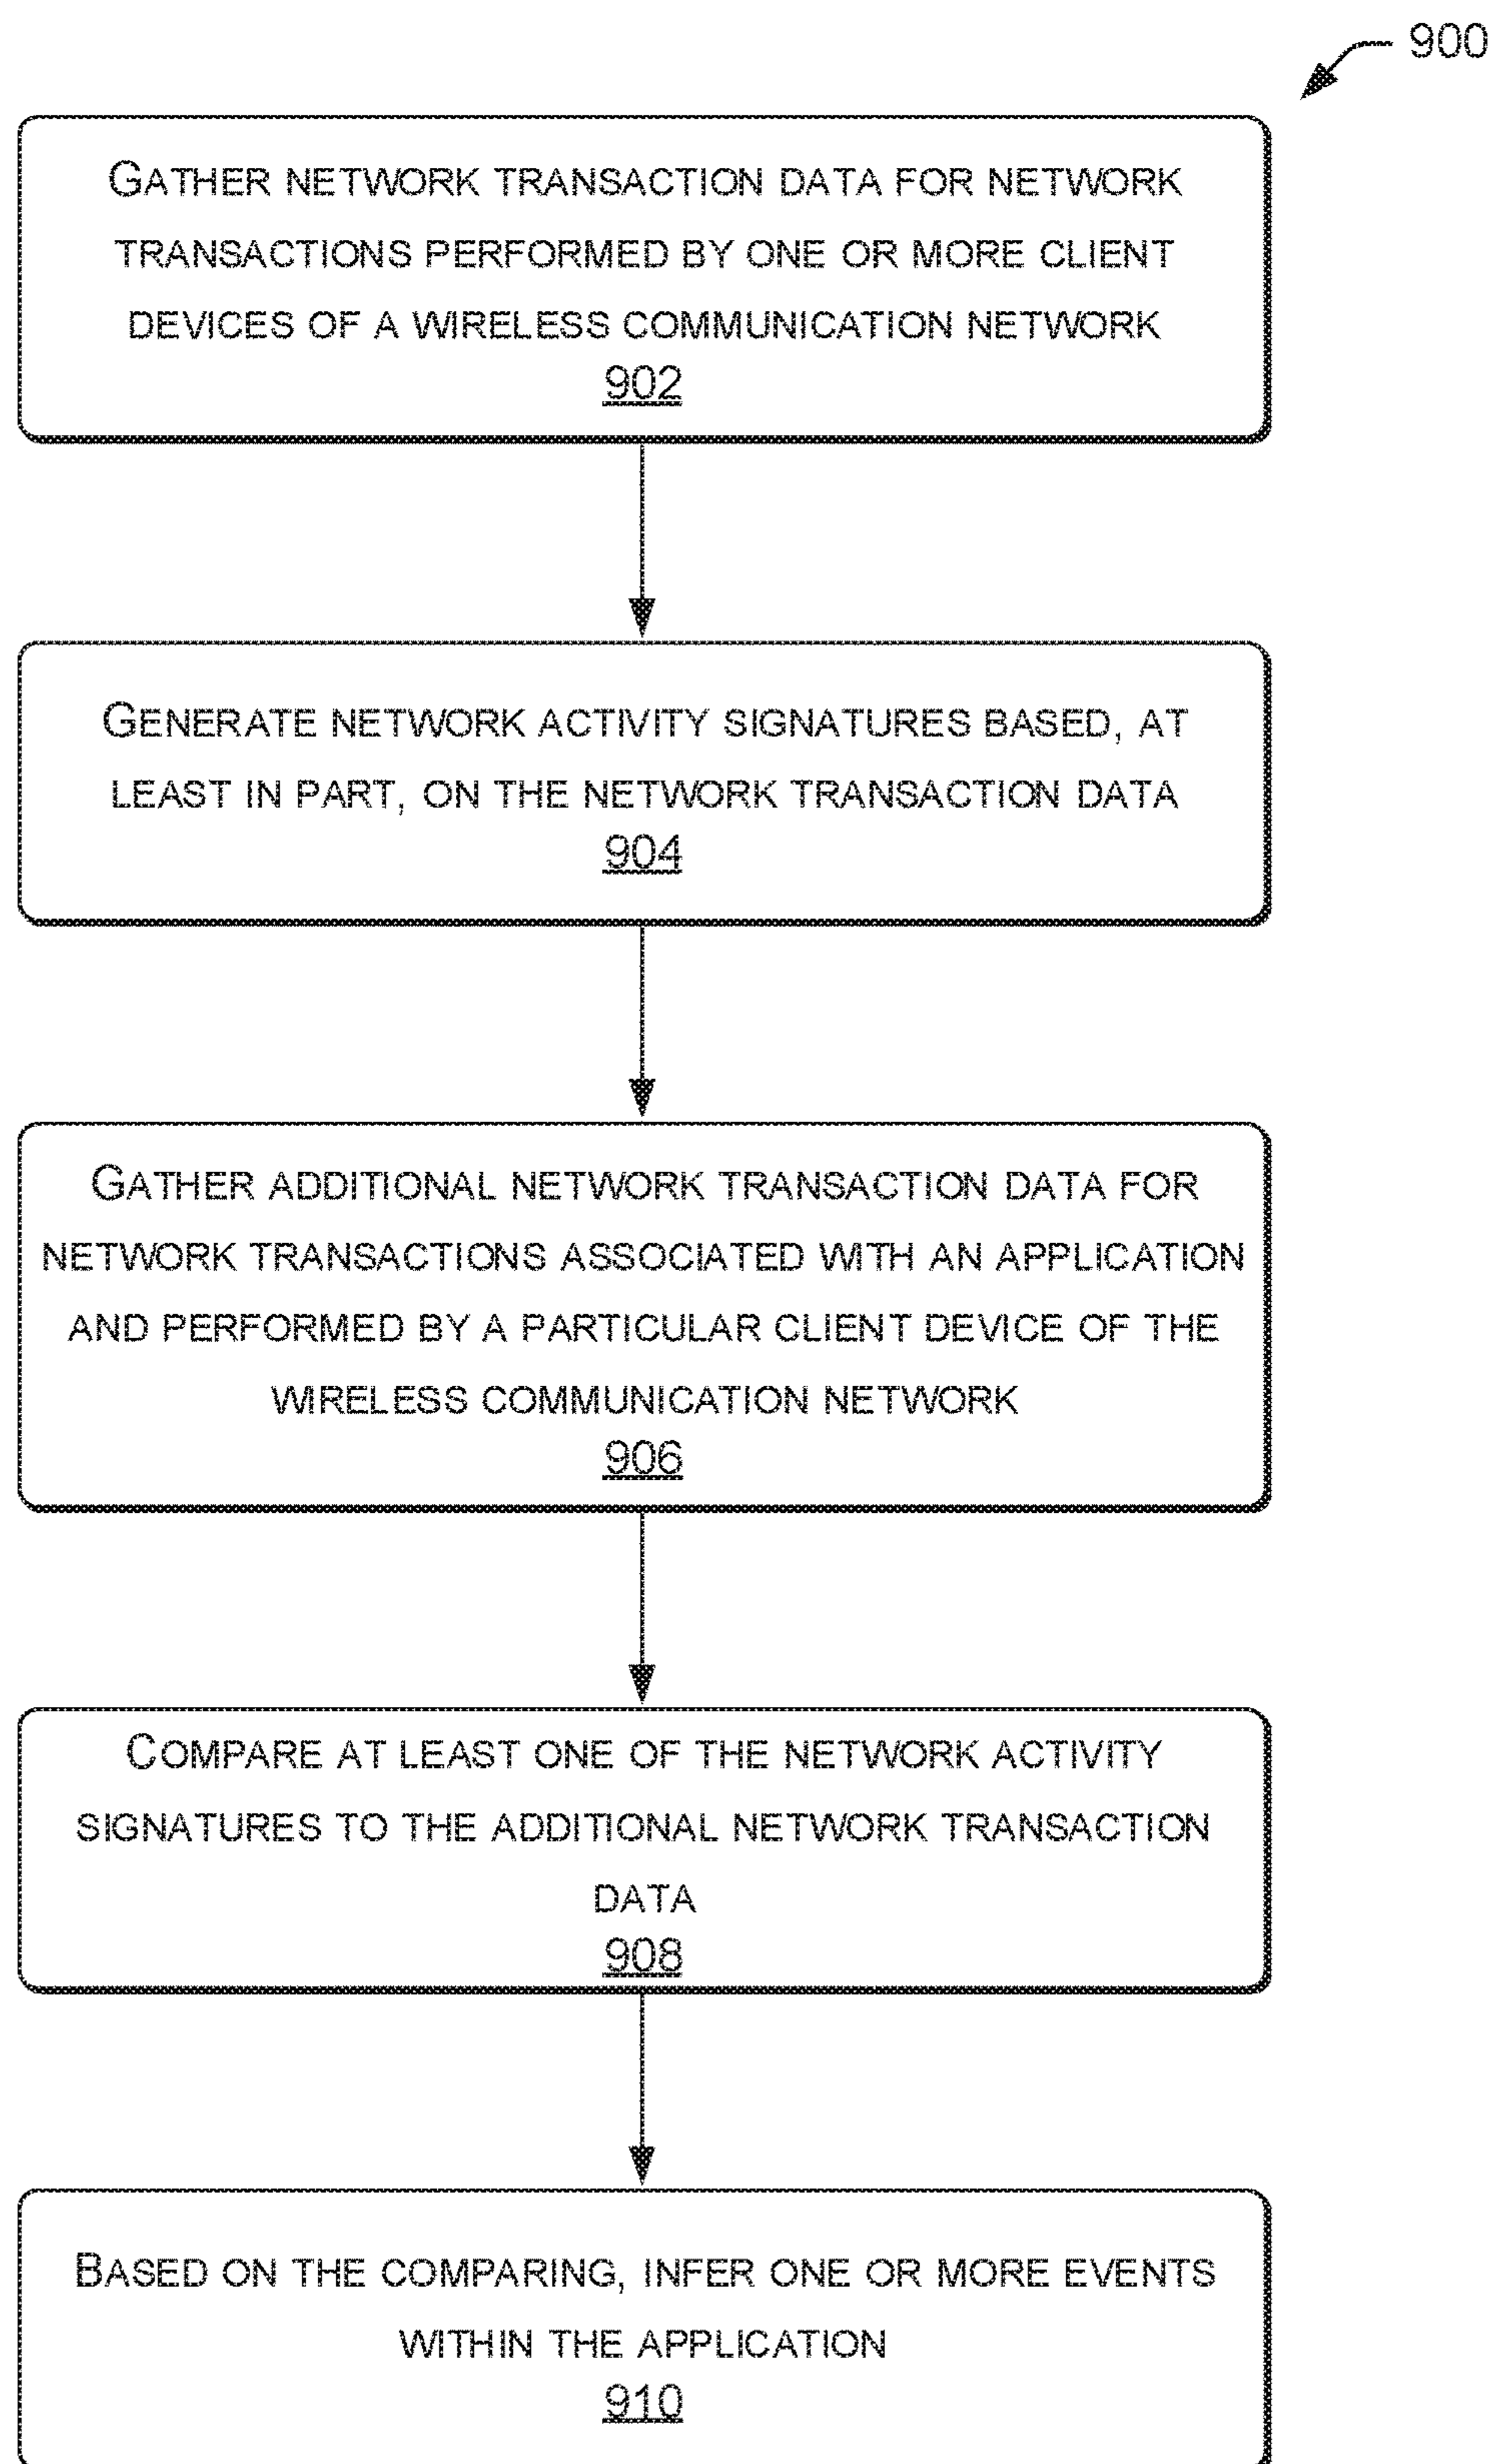 900
GATHER NETWORK TRANSACTION DATA FOR NETWORK
TRANSACTIONS PERFORMED BY ONE OR MORE CLIENT
DEVICES OF A WIRELESS COMMUNICATION NETWORK
902
GENERATE NETWORK ACTIVITY SIGNATURES BASED, AT
LEAST IN PART, ON THE NETWORK TRANSACTION DATA
904
GATHER ADDITIONAL NETWORK TRANSACTION DATA FOR
NETWORK TRANSACTIONS ASSOCIATED WITH AN APPLICATION
AND PERFORMED BY A PARTICULAR CLIENT DEVICE OF THE
WIRELESS COMMUNICATION NETWORK
906
COMPARE AT LEAST ONE OF THE NETWORK ACTIVITY
SIGNATURES TO THE ADDITIONAL NETWORK TRANSACTION
DATA
908
BASED ON THE COMPARING, INFER ONE OR MORE EVENTS
WITHIN THE APPLICATION
910